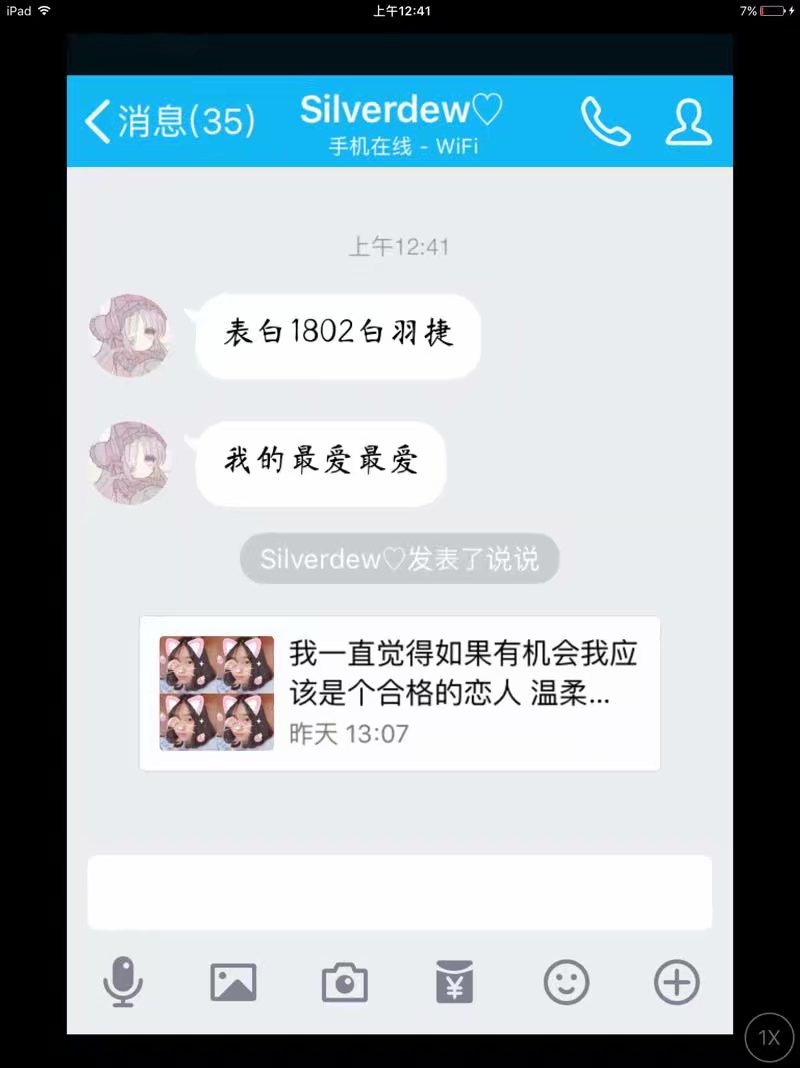 iPad 上午12:41 7%
消息(35) Silverdew♡
手机在线 - WiFi
上午12:41
表白1802白羽捷
我的最爱最爱
Silverdew♡发表了说说
我一直觉得如果有机会我应
该是个合格的恋人 温柔...
昨天 13:07
¥
1X